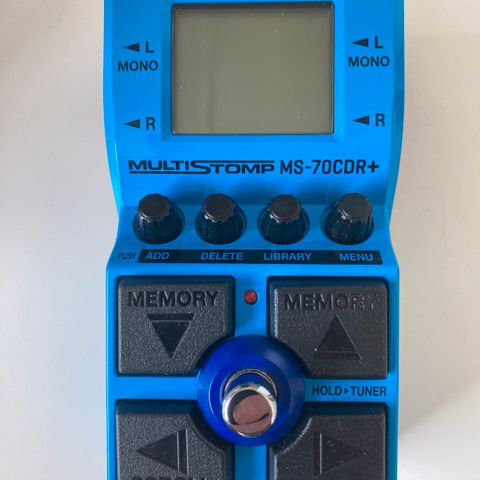 ◄ L
MONO
◄ L
MONO
◄ R
◄ R
MULTISTOMP MS-70CDR+
PUSH ADD DELETE LIBRARY MENU
MEMORY
MEMORY
HOLD ► TUNER